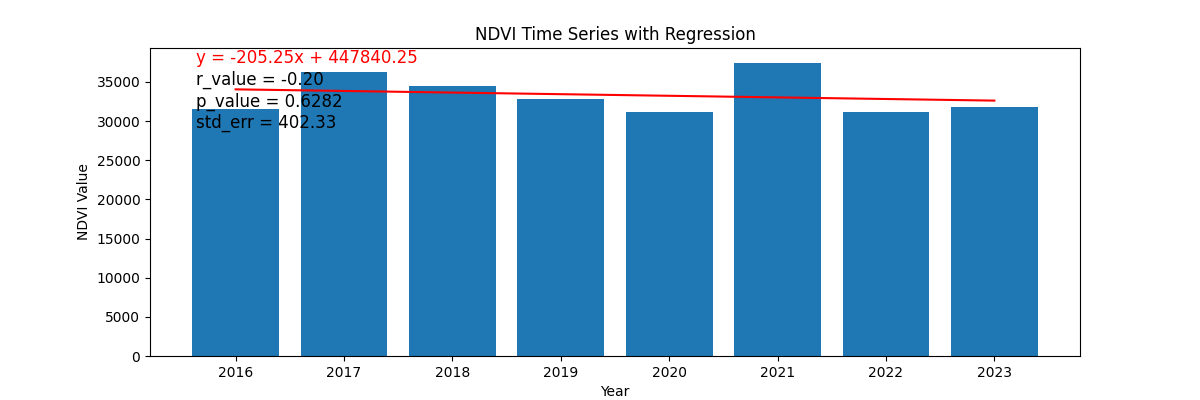 NDVI Time Series with Regression
y = -205.25x + 447840.25
r_value = -0.20
p_value = 0.6282
std_err = 402.33
35000
30000
25000
20000
15000
10000
5000
0
NDVI Value
2016 2017 2018 2019 2020 2021 2022 2023
Year